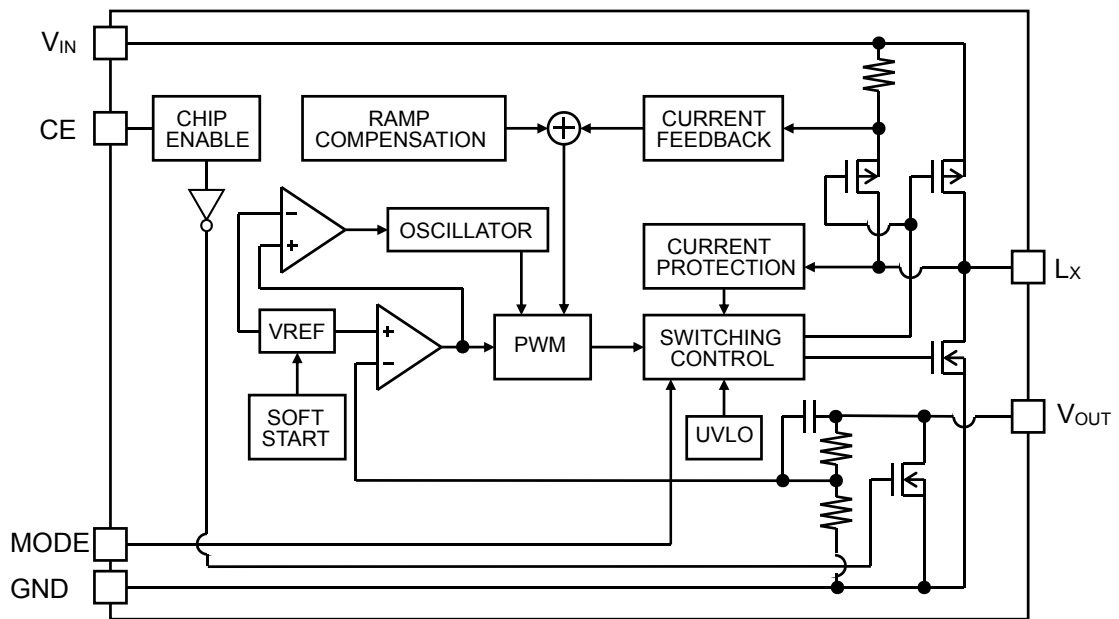 VIN
CE
CHIP
ENABLE
RAMP
COMPENSATION
+
CURRENT
FEEDBACK
-
+
OSCILLATOR
CURRENT
PROTECTION
LX
VREF
+
-
PWM
SWITCHING
CONTROL
SOFT
START
UVLO
VOUT
MODE
GND